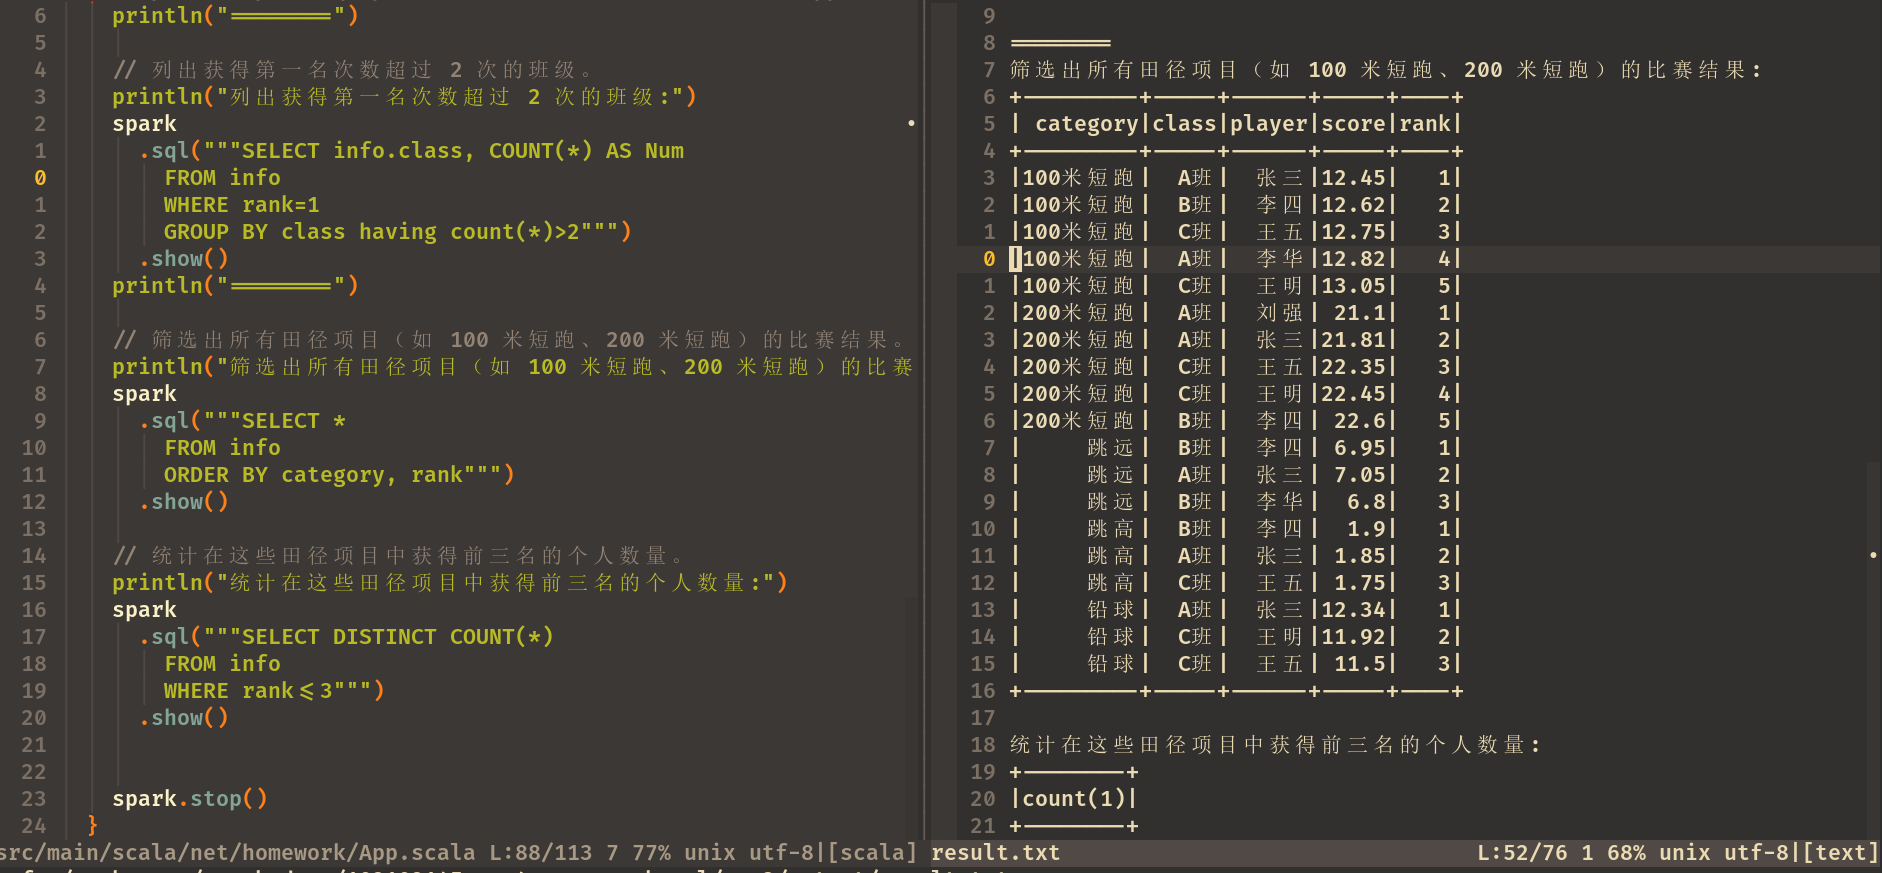 6 println("========")
5
4 // 列出获得第一名次数超过 2 次的班级。
3 println("列出获得第一名次数超过 2 次的班级:")
2 spark
1 .sql("""SELECT info.class, COUNT(*) AS Num
0 FROM info
1 WHERE rank=1
2 GROUP BY class having count(*)>2""")
3 .show()
4 println("========")
5
6 // 筛选出所有田径项目（如 100 米短跑、200 米短跑）的比赛结果。
7 println("筛选出所有田径项目（如 100 米短跑、200 米短跑）的比赛
8 spark
9 .sql("""SELECT *
10 FROM info
11 ORDER BY category, rank""")
12 .show()
13
14 // 统计在这些田径项目中获得前三名的个人数量。
15 println("统计在这些田径项目中获得前三名的个人数量:")
16 spark
17 .sql("""SELECT DISTINCT COUNT(*)
18 FROM info
19 WHERE rank<=3""")
20 .show()
21
22
23 spark.stop()
24 }
src/main/scala/net/homework/App.scala L:88/113 7 77% unix utf-8|[scala]
9
8 ========
7 筛选出所有田径项目（如 100 米短跑、200 米短跑）的比赛结果:
6 +---------+-----+------+-----+----+
5 | category|class|player|score|rank|
4 +---------+-----+------+-----+----+
3 |100米短跑| A班| 张三|12.45| 1|
2 |100米短跑| B班| 李四|12.62| 2|
1 |100米短跑| C班| 王五|12.75| 3|
0 |100米短跑| A班| 李华|12.82| 4|
1 |100米短跑| C班| 王明|13.05| 5|
2 |200米短跑| A班| 刘强| 21.1| 1|
3 |200米短跑| A班| 张三|21.81| 2|
4 |200米短跑| C班| 王五|22.35| 3|
5 |200米短跑| C班| 王明|22.45| 4|
6 |200米短跑| B班| 李四| 22.6| 5|
7 | 跳远| B班| 李四| 6.95| 1|
8 | 跳远| A班| 张三| 7.05| 2|
9 | 跳远| B班| 李华| 6.8| 3|
10 | 跳高| B班| 李四| 1.9| 1|
11 | 跳高| A班| 张三| 1.85| 2|
12 | 跳高| C班| 王五| 1.75| 3|
13 | 铅球| A班| 张三|12.34| 1|
14 | 铅球| C班| 王明|11.92| 2|
15 | 铅球| C班| 王五| 11.5| 3|
16 +---------+-----+------+-----+----+
17
18 统计在这些田径项目中获得前三名的个人数量:
19 +--------+
20 |count(1)|
21 +--------+
result.txt L:52/76 1 68% unix utf-8|[text]